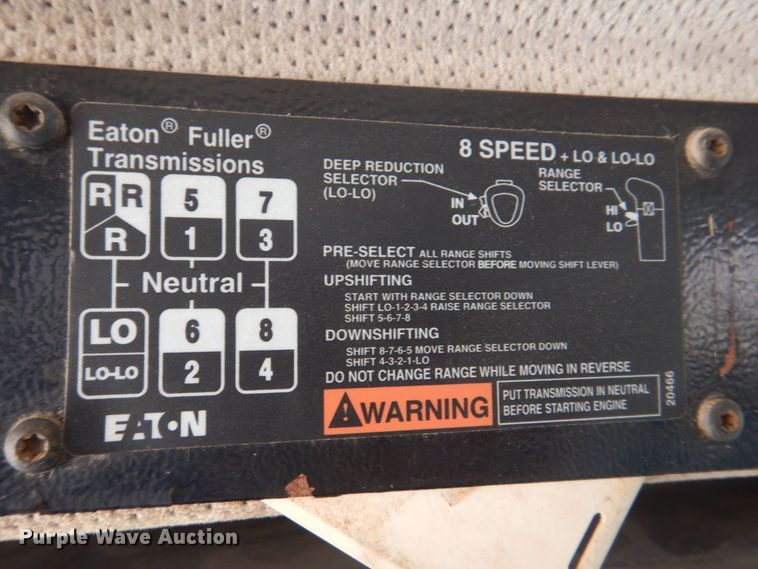 Eaton® Fuller®
Transmissions
8 SPEED + LO & LO-LO
DEEP REDUCTION
SELECTOR
(LO-LO)
IN
OUT
RANGE
SELECTOR
HI
LO
R R
R
5
1
7
3
Neutral
LO
LO-LO
6
2
8
4
EATON
PRE-SELECT ALL RANGE SHIFTS
(MOVE RANGE SELECTOR BEFORE MOVING SHIFT LEVER)
UPSHIFTING
START WITH RANGE SELECTOR DOWN
SHIFT LO-1-2-3-4 RAISE RANGE SELECTOR
SHIFT 5-6-7-8
DOWNSHIFTING
SHIFT 8-7-6-5 MOVE RANGE SELECTOR DOWN
SHIFT 4-3-2-1-LO
DO NOT CHANGE RANGE WHILE MOVING IN REVERSE
WARNING
PUT TRANSMISSION IN NEUTRAL
BEFORE STARTING ENGINE
20466
Purple Wave Auction
Purple Wave Auction